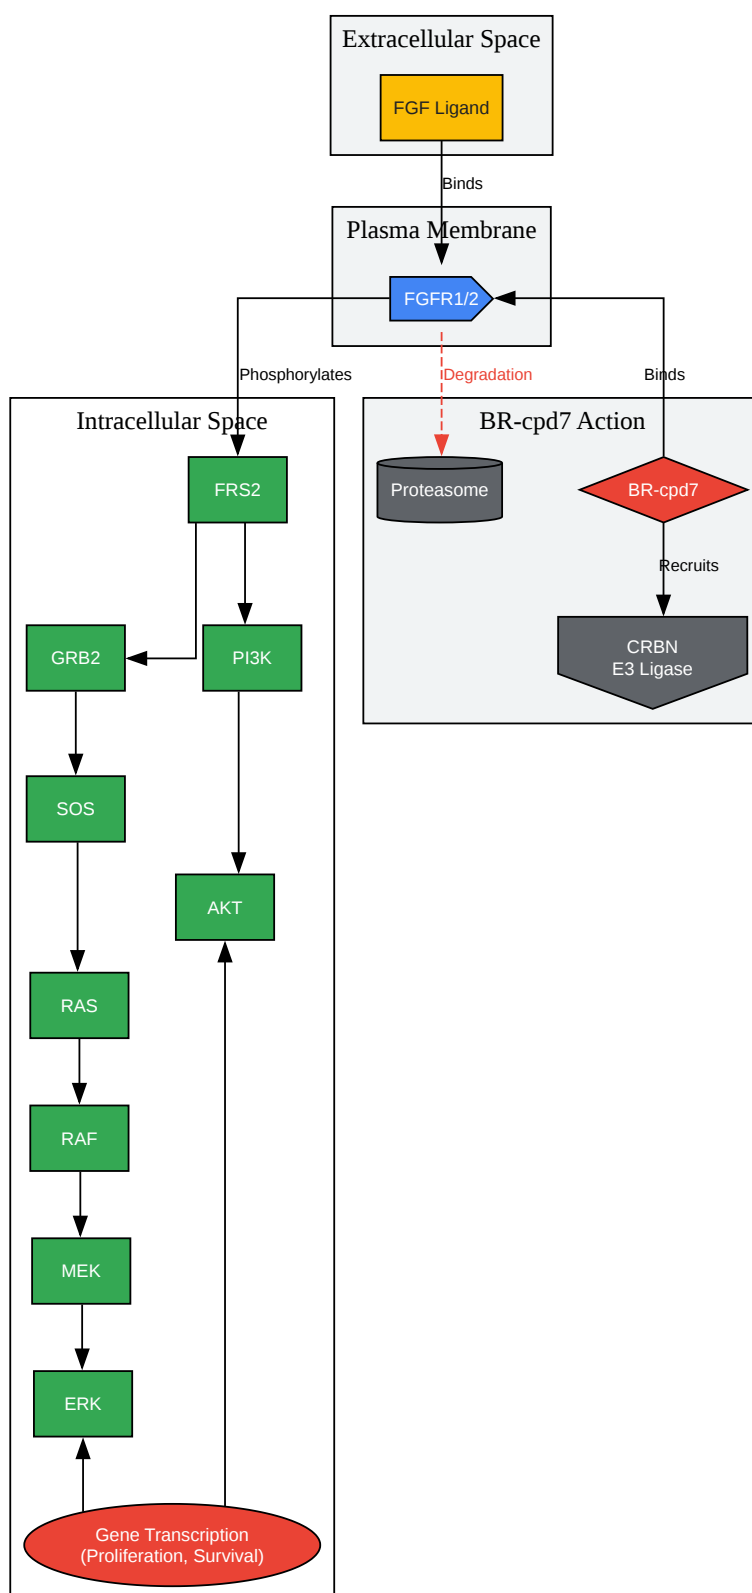 Extracellular Space
FGF Ligand
Binds
Plasma Membrane
FGFR1/2
Phosphorylates
Degradation
Binds
Intracellular Space
BR-cpd7 Action
FRS2
Proteasome
BR-cpd7
Recruits
GRB2
PI3K
CRBN
E3 Ligase
SOS
AKT
RAS
RAF
MEK
ERK
Gene Transcription
(Proliferation, Survival)